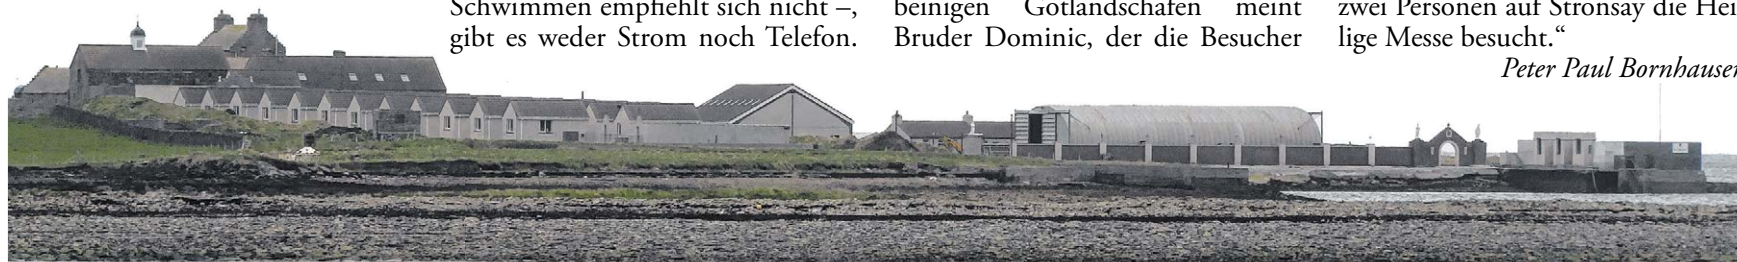 Schwimmen empfiehlt sich nicht –,
gibt es weder Strom noch Telefon.
beinigen Gotlandschafen meint
Bruder Dominic, der die Besucher
zwei Personen auf Stronsay die Hei
lige Messe besucht.“
Peter Paul Bornhausen